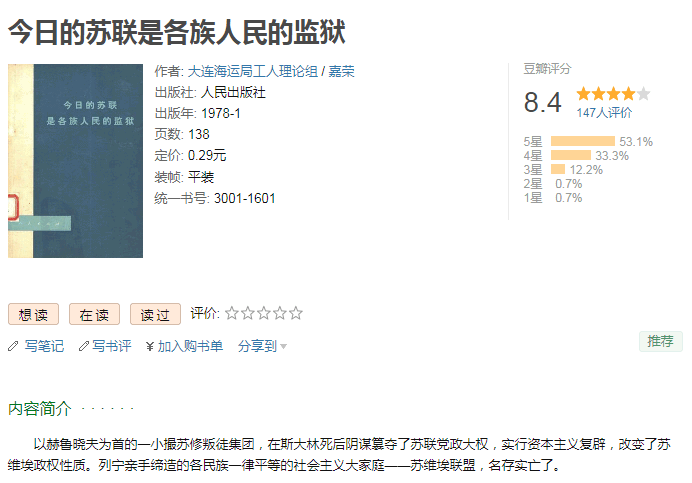 今日的苏联是各族人民的监狱
今日的苏联
是各族人民的监狱
作者: 大连海运局工人理论组 / 嘉荣
出版社: 人民出版社
出版年: 1978-1
页数: 138
定价: 0.29元
装帧: 平装
统一书号: 3001-1601
豆瓣评分
8.4
147人评价
5星 53.1%
4星 33.3%
3星 12.2%
2星 0.7%
1星 0.7%
想读 在读 读过 评价:
写笔记 写书评 ¥ 加入购书单 分享到
推荐
内容简介 · · · · · ·
以赫鲁晓夫为首的一小撮苏修叛徒集团，在斯大林死后阴谋篡夺了苏联党政大权，实行资本主义复辟，改变了苏
维埃政权性质。列宁亲手缔造的各民族一律平等的社会主义大家庭——苏维埃联盟，名存实亡了。